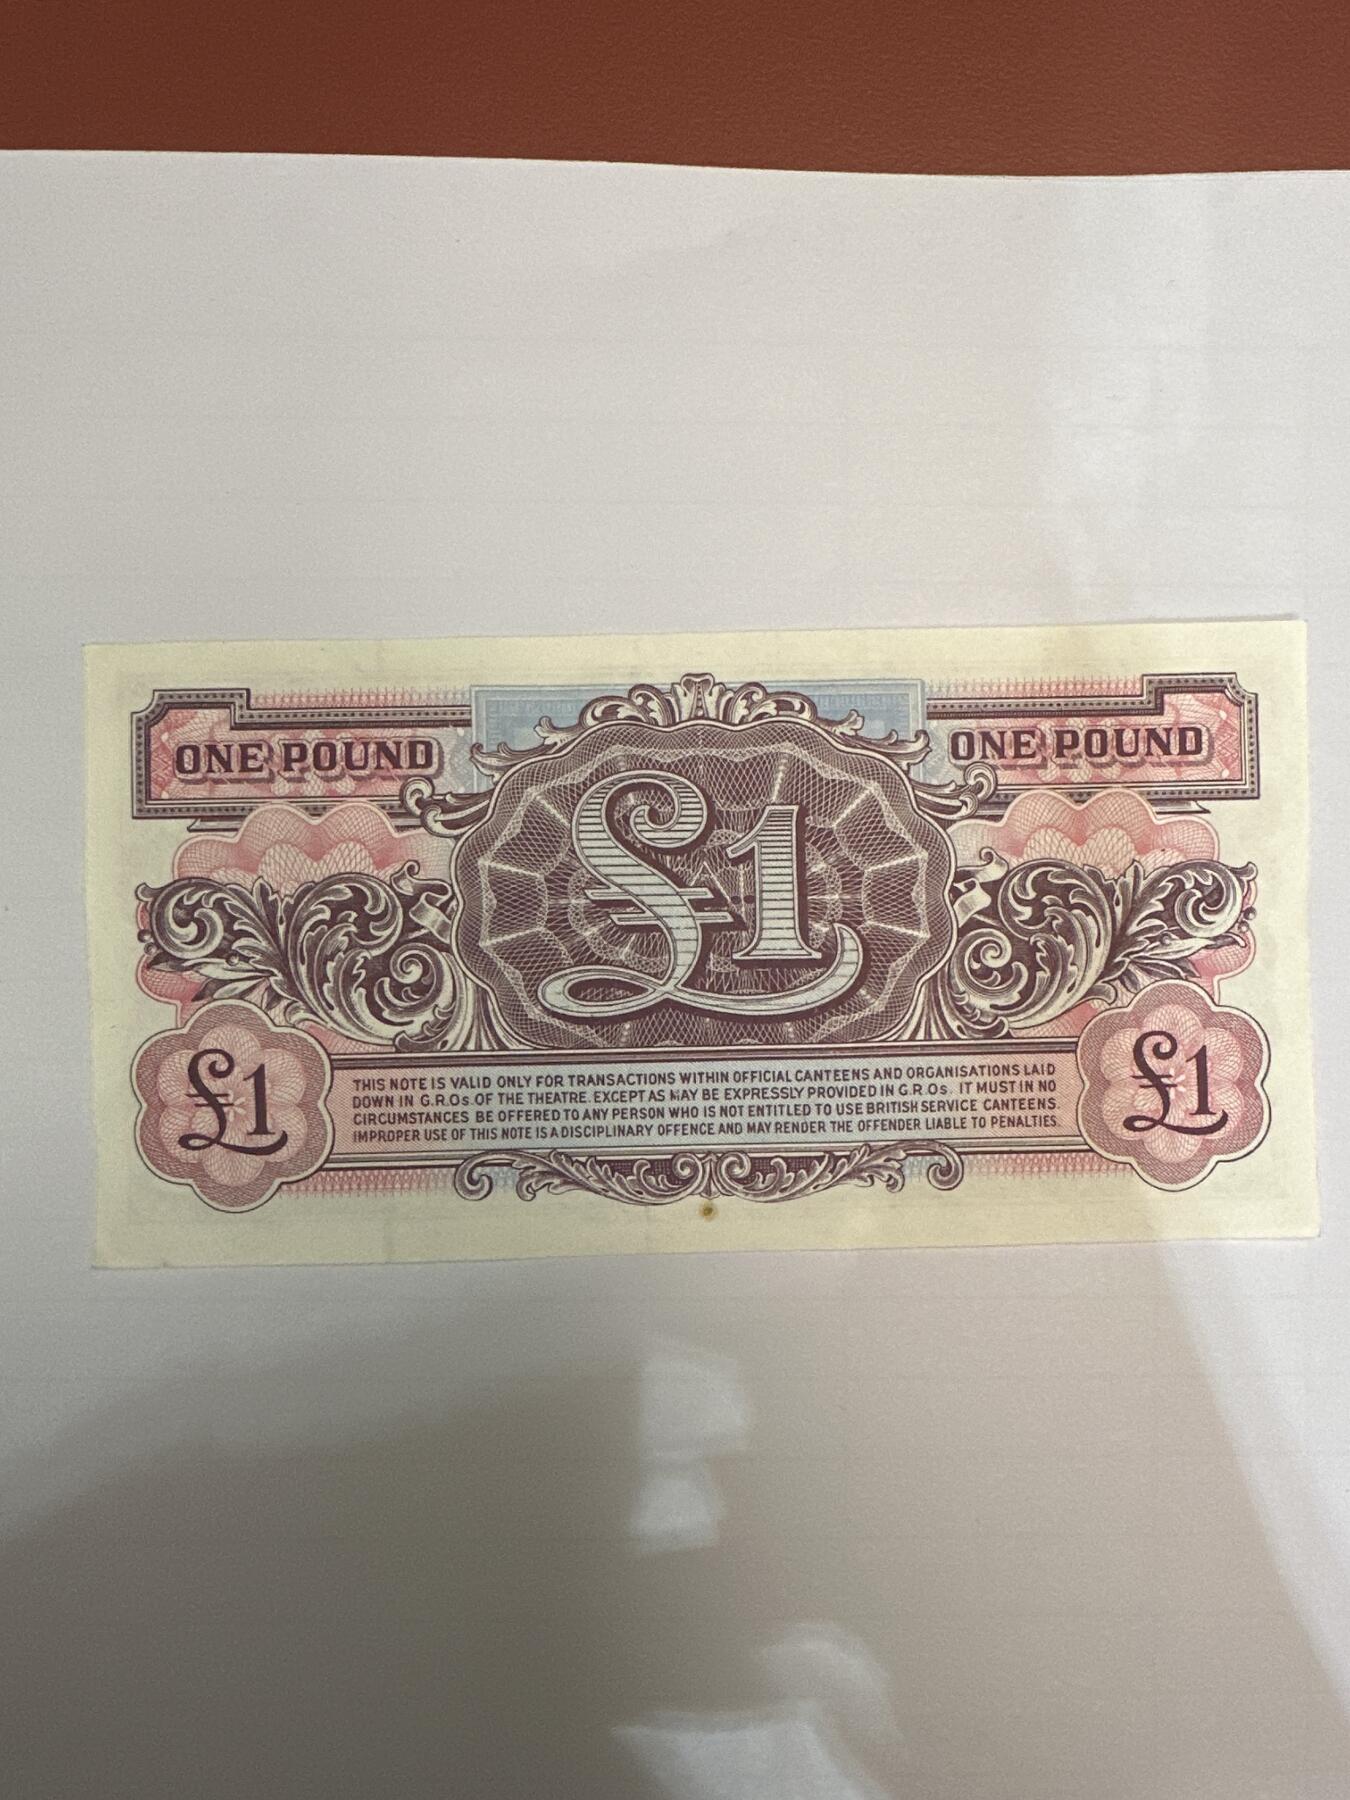 ONE POUND ONE POUND
£1
£1 £1
THIS NOTE IS VALID ONLY FOR TRANSACTIONS WITHIN OFFICIAL CANTEENS AND ORGANISATIONS LAID
DOWN IN G.R.Os. OF THE THEATRE. EXCEPT AS MAY BE EXPRESSLY PROVIDED IN G.R.Os. IT MUST IN NO
CIRCUMSTANCES BE OFFERED TO ANY PERSON WHO IS NOT ENTITLED TO USE BRITISH SERVICE CANTEENS.
IMPROPER USE OF THIS NOTE IS A DISCIPLINARY OFFENCE AND MAY RENDER THE OFFENDER LIABLE TO PENALTIES.